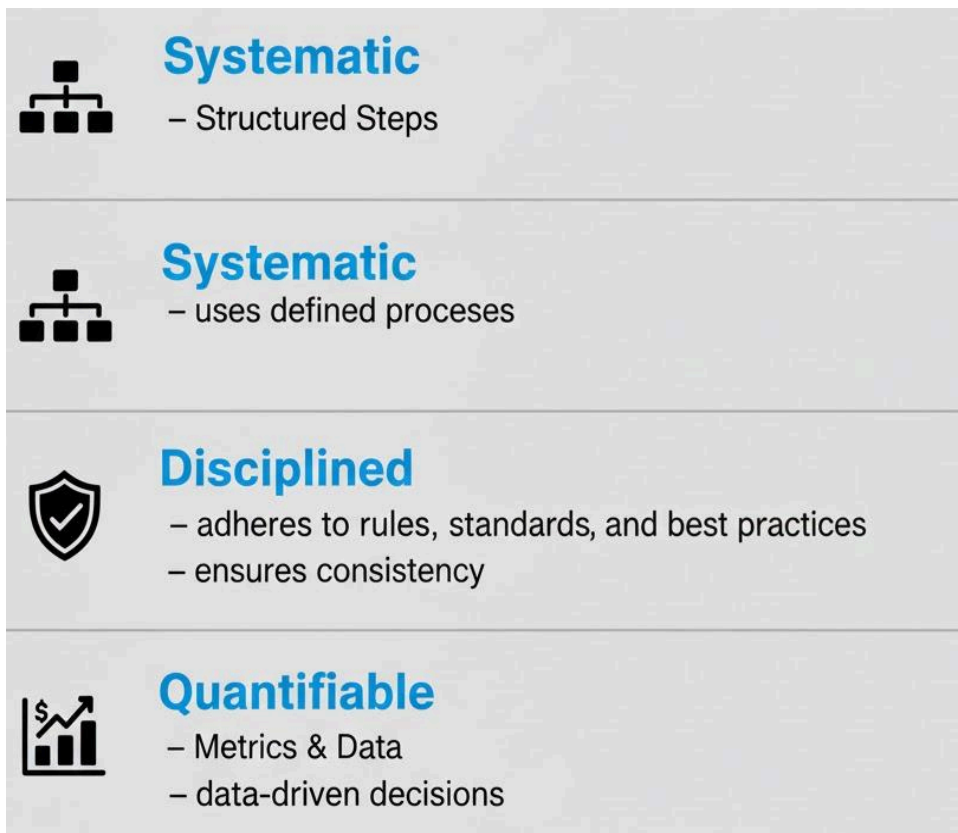 Systematic
– Structured Steps
Systematic
– uses defined proceses
Disciplined
– adheres to rules, standards, and best practices
– ensures consistency
Quantifiable
$
– Metrics & Data
– data-driven decisions